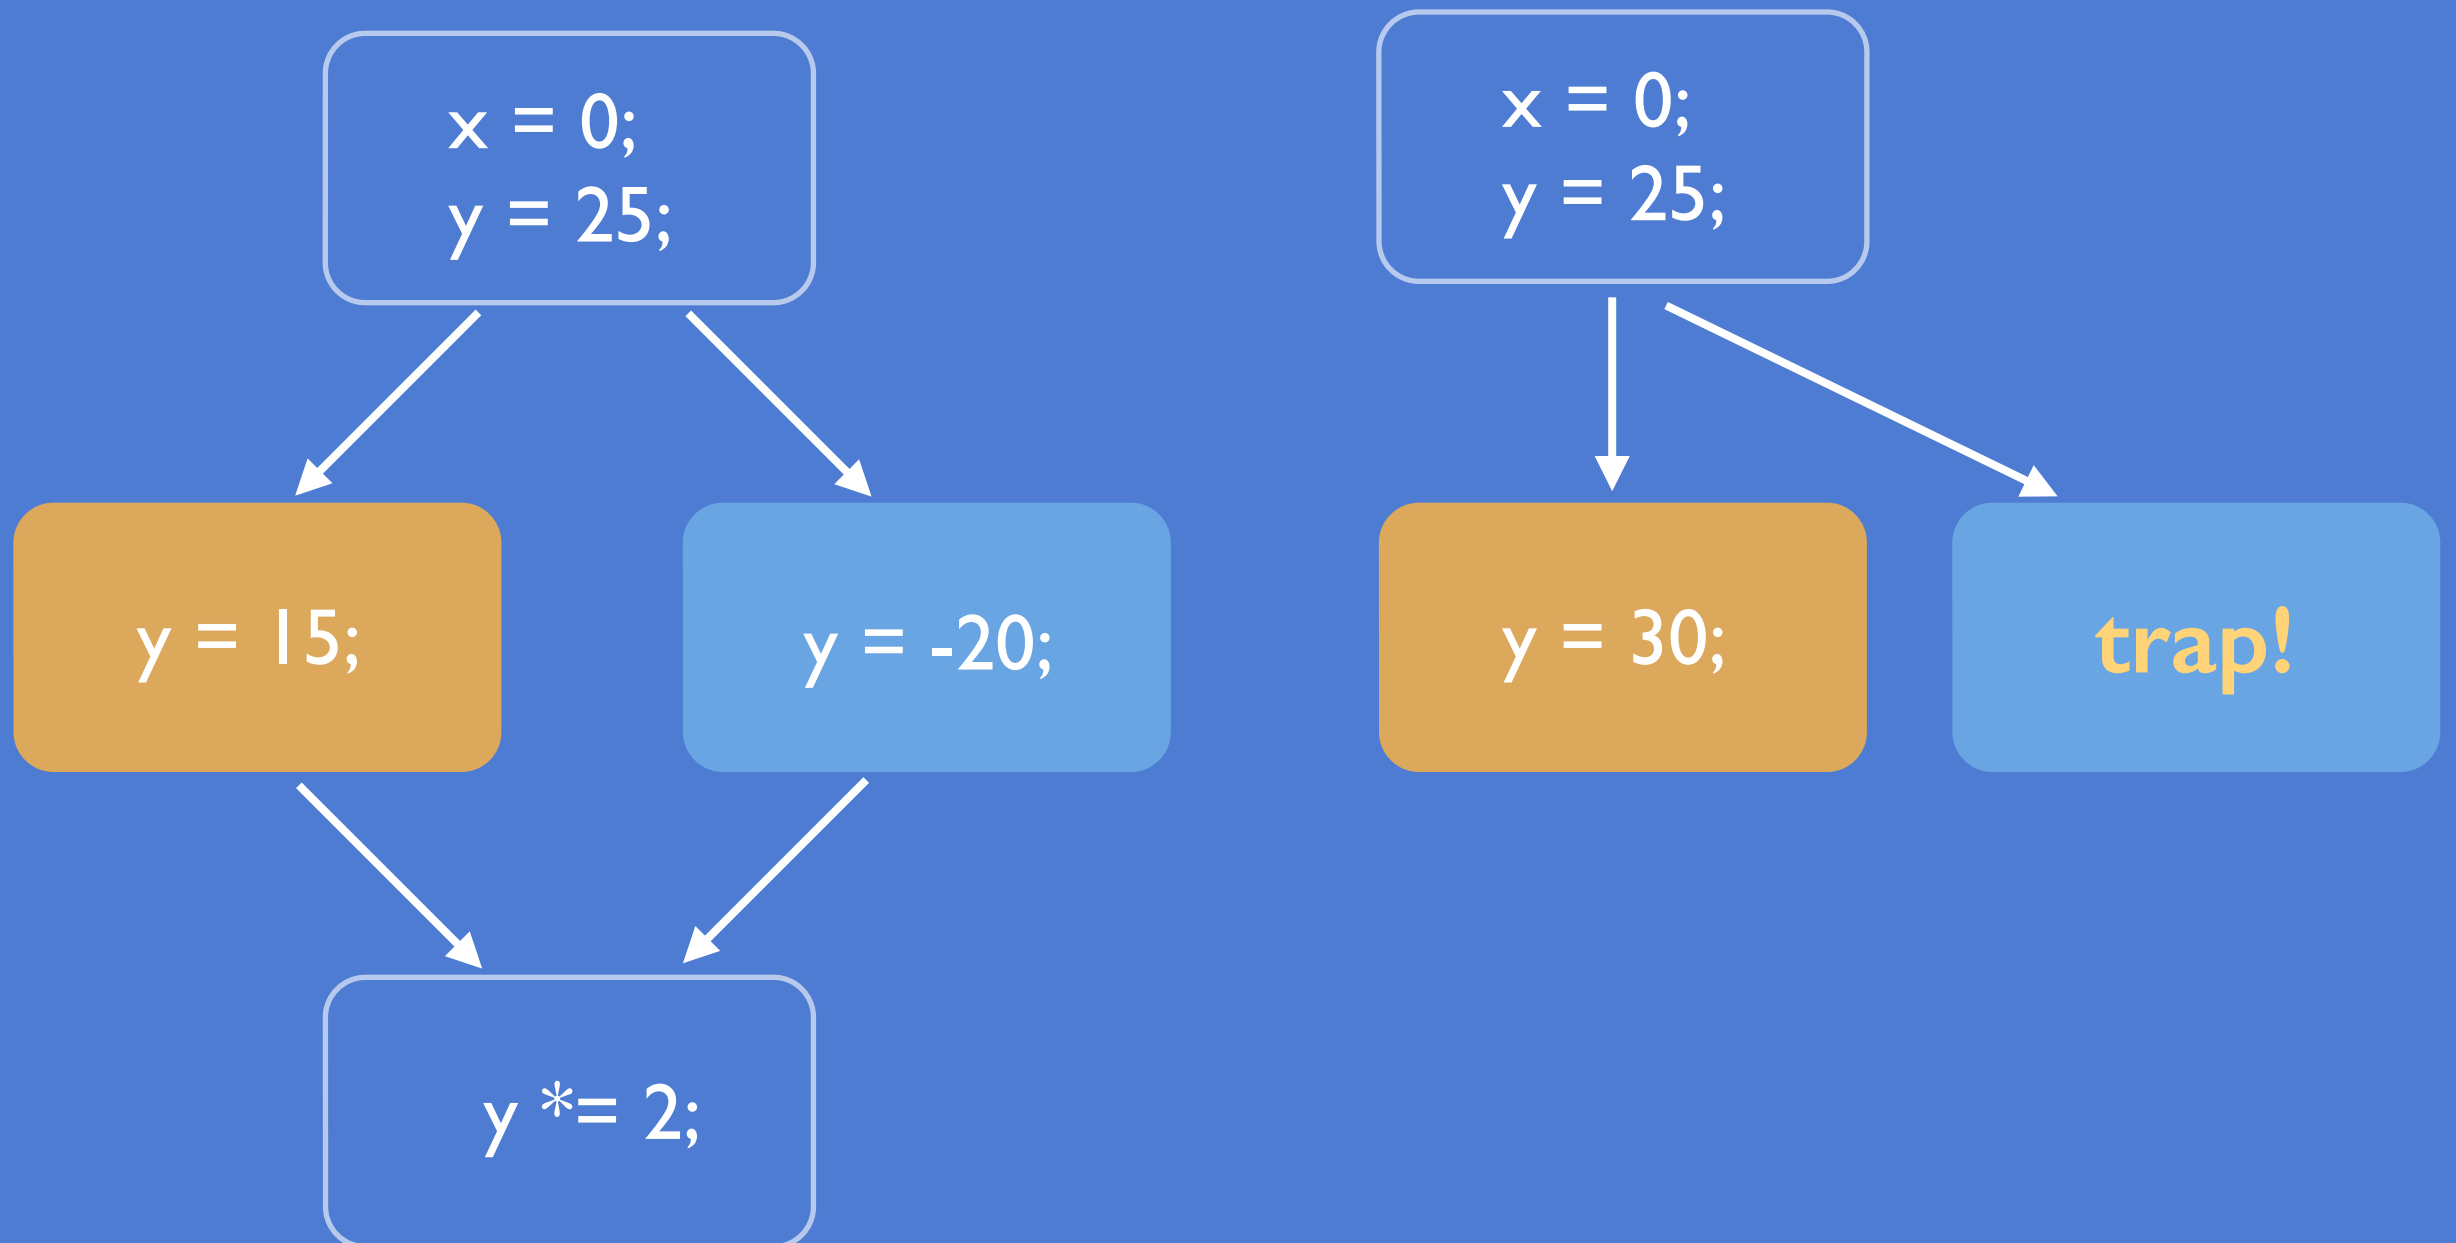 x = 0;
y = 25;
y = 15;
y = -20;
y *= 2;
x = 0;
y = 25;
y = 30;
trap!